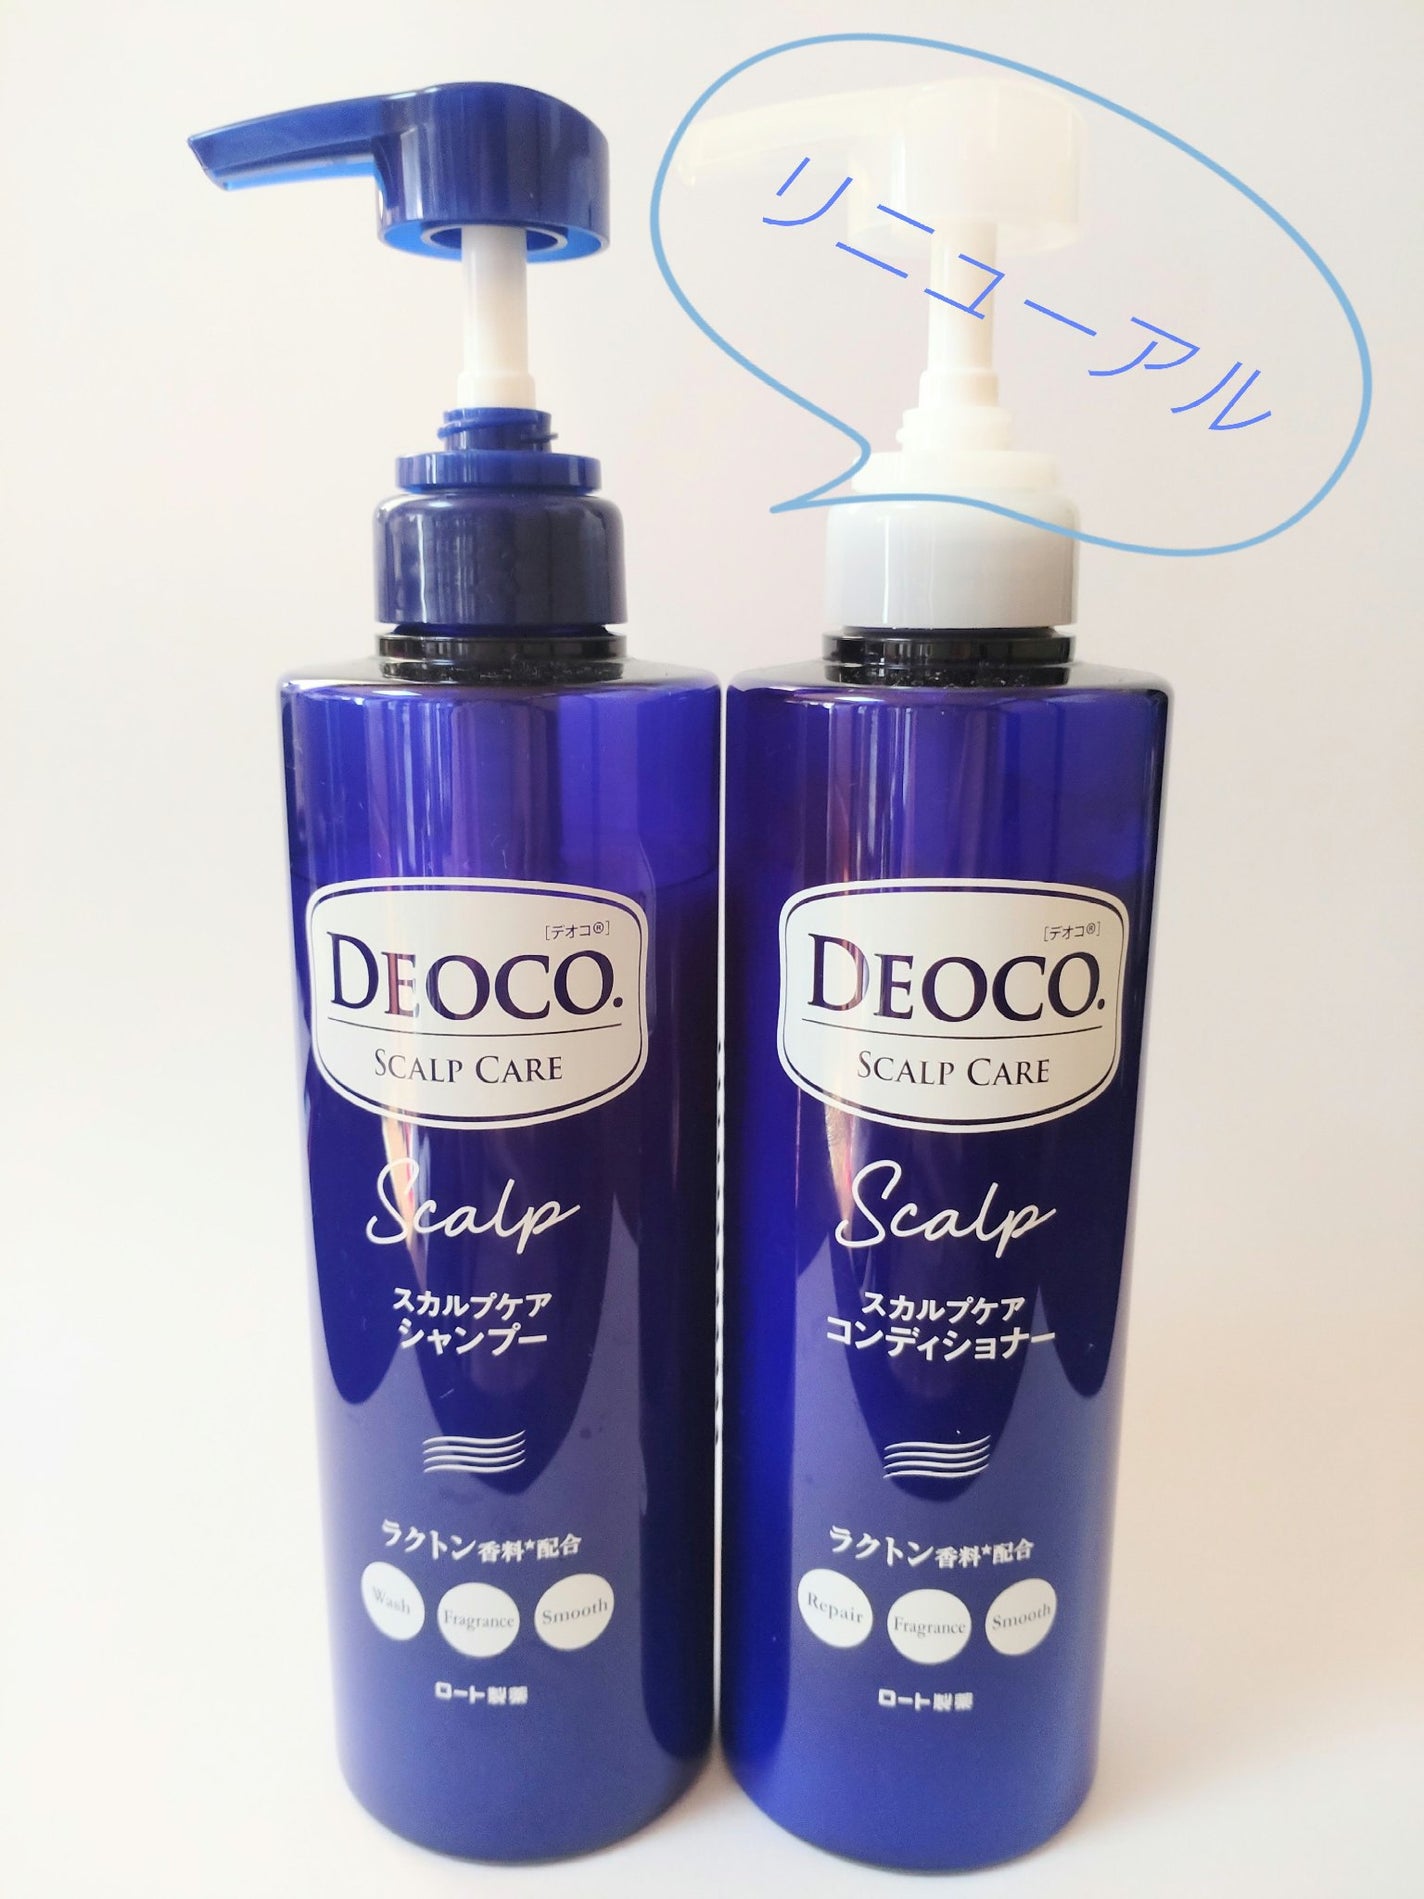 リニューアル
[デオコ®]
DEOCO.
SCALP CARE
Scalp
スカルプケア
シャンプー
ラクトン香料*配合
Wash
Fragrance
Smooth
ロート製薬
[デオコ®]
DEOCO.
SCALP CARE
Scalp
スカルプケア
コンディショナー
ラクトン香料*配合
Repair
Fragrance
Smooth
ロート製薬